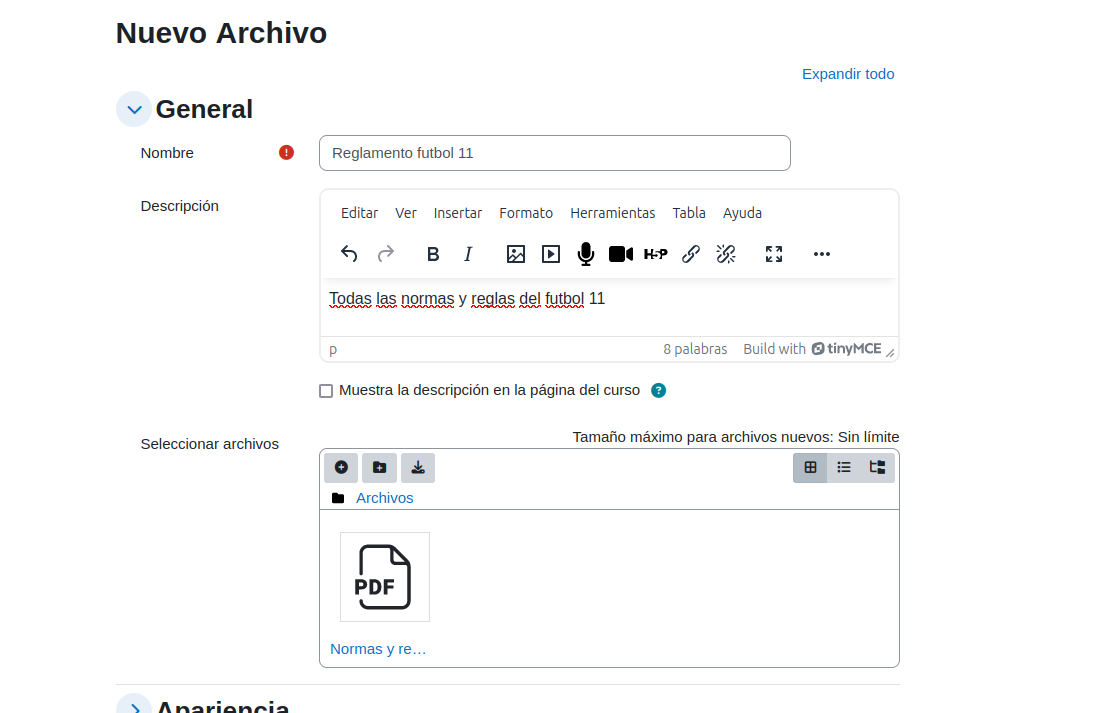 Nuevo Archivo
Expandir todo
General
Nombre
Reglamento futbol 11
Descripción
Editar Ver Insertar Formato Herramientas Tabla Ayuda
B I H5P
Todas las normas y reglas del futbol 11
p 8 palabras Build with tinyMCE
Muestra la descripción en la página del curso
Seleccionar archivos
Tamaño máximo para archivos nuevos: Sin límite
Archivos
PDF
Normas y re…
Apariencia